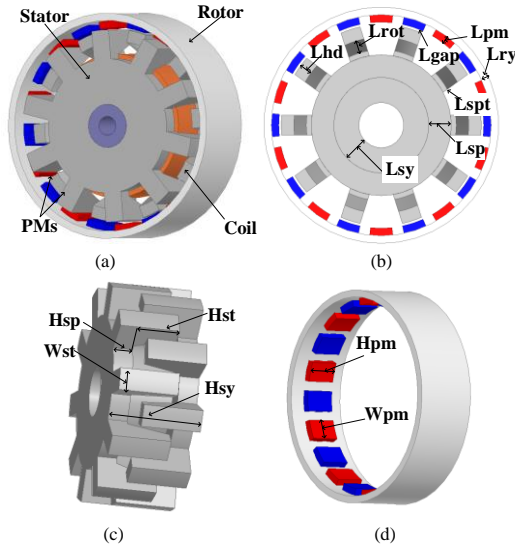 Rotor
Stator
PMs
Coil
(a)
Lrot
Lpm
Lhd
Lgap
Lry
Lspt
Lsp
Lsy
(b)
Hsp
Hst
Wst
Hsy
(c)
Hpm
Wpm
(d)